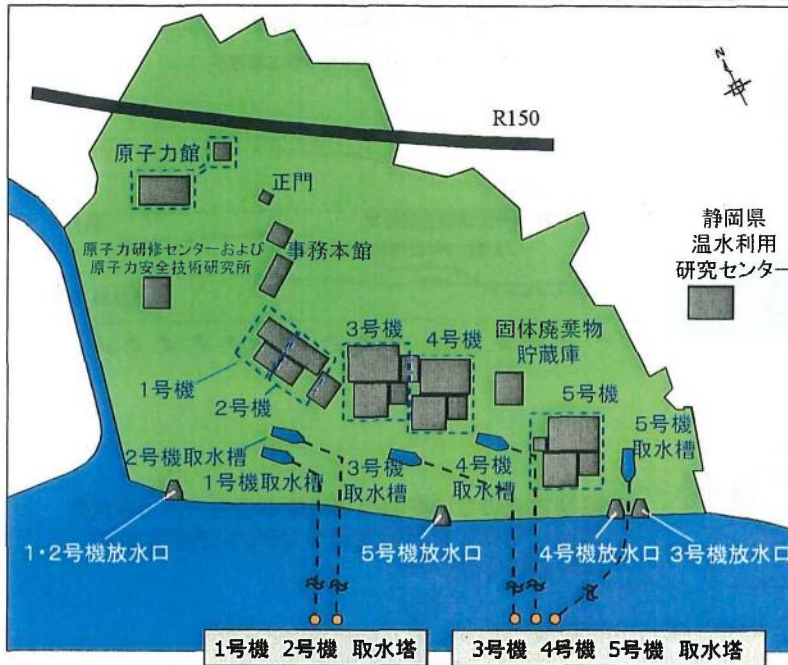 N
R150
原子力館
正門
静岡県
温水利用
研究センター
原子力研修センターおよび
原子力安全技術研究所
事務本館
3号機
4号機
固体廃棄物
貯蔵庫
1号機
2号機
5号機
5号機
取水槽
2号機取水槽
1号機取水槽
3号機
取水槽
4号機
取水槽
1・2号機放水口
5号機放水口
4号機放水口
3号機放水口
1号機 2号機 取水塔
3号機 4号機 5号機 取水塔